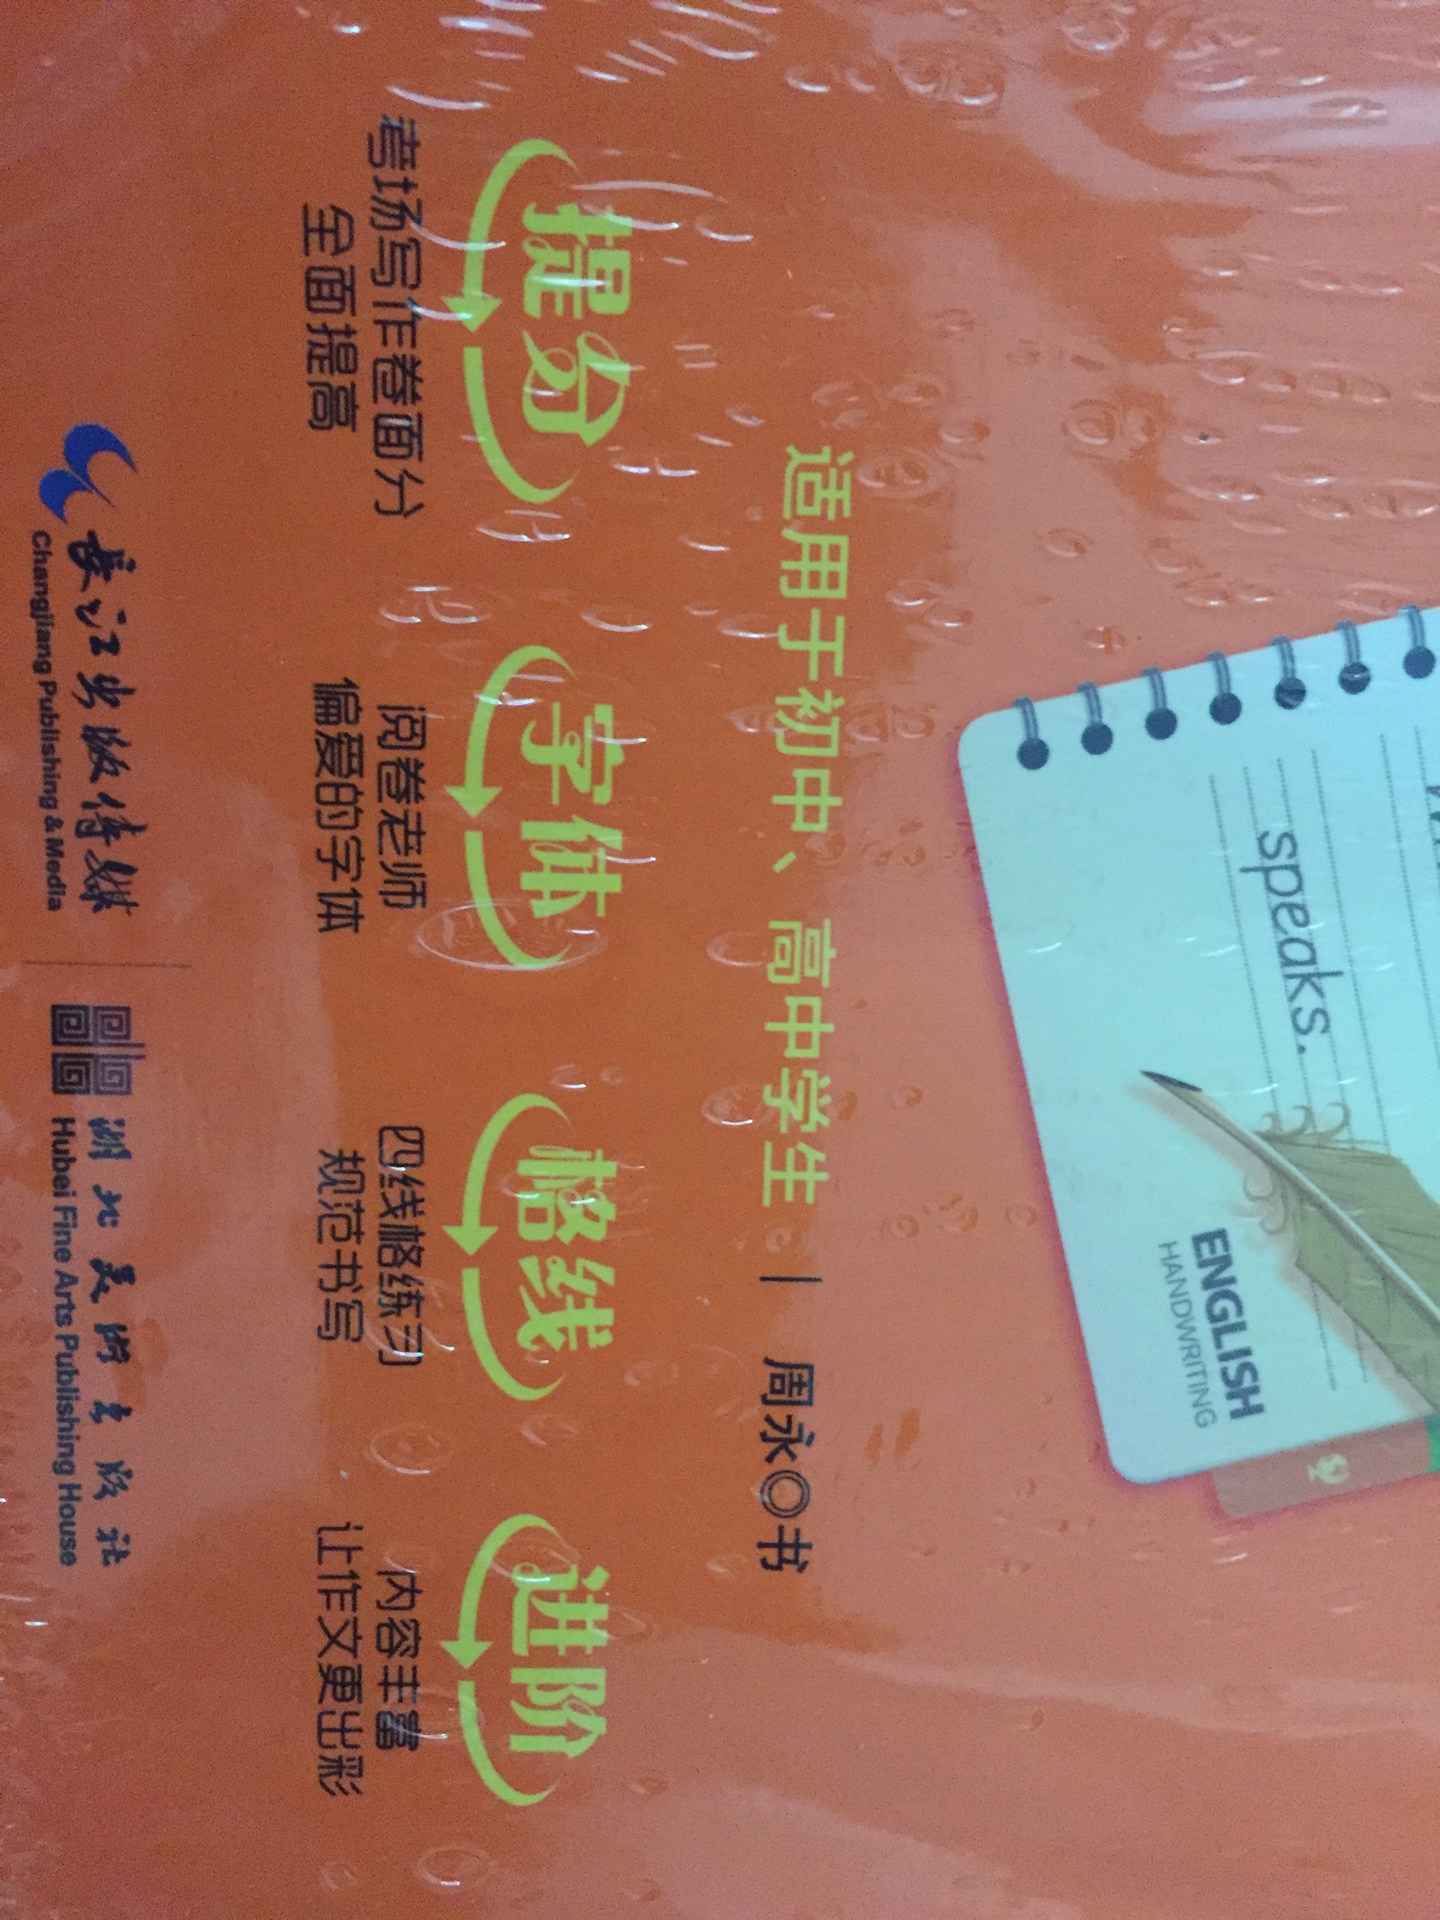 speaks.
ENGLISH
HANDWRITING
适用于初中、高中学生 | 周永◎书
提分
考场写作卷面分
全面提高
字体
阅卷老师
偏爱的字体
格线
四线格练习
规范书写
进阶
内容丰富
让作文更出彩
长江出版传媒
Changjiang Publishing & Media
湖北美术出版社
Hubei Fine Arts Publishing House